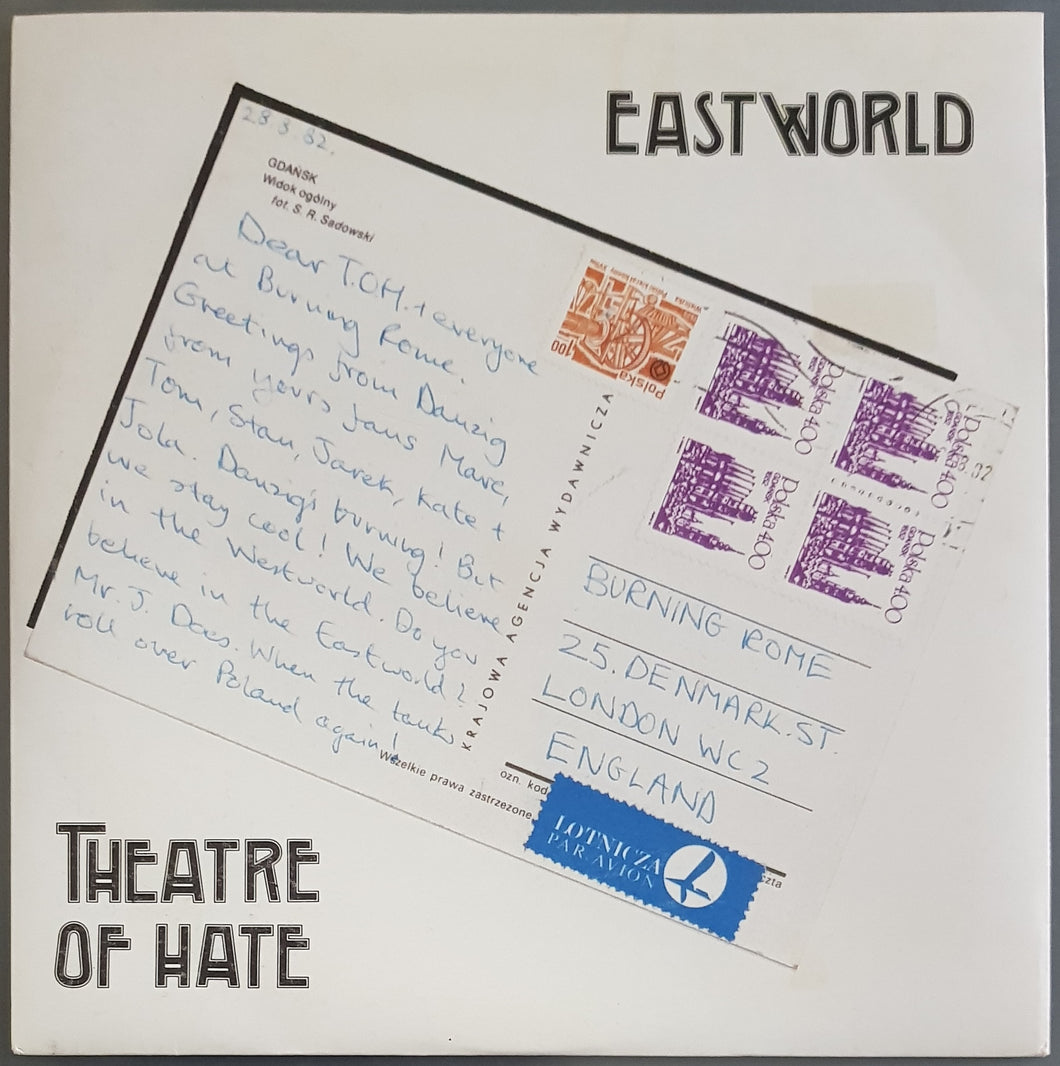 EASTWORLD
28.3.82.
GDAŃSK
Widok ogólny
fot. S. R. Sadowski
Dear T.O.H. + everyone
at Burning Rome.
Greetings from Danzig
from yours fans Marc,
Tom, Stan, Jarek, Kate +
Jola. Danzig's burning! But
we stay cool! We believe
in the Westworld. Do you
believe in the Eastworld?
Mr. J. Does. When the tanks
roll over Poland again!
Wszelkie prawa zastrzeżone
KRAJOWA AGENCJA WYDAWNICZA
Polska
100
Polska 400
Polska 400
Polska 400
Polska 400
BURNING ROME
25. DENMARK. ST.
LONDON WC2
ENGLAND
ozn. kod
LOTNICZA
PAR AVION
THEATRE
OF HATE